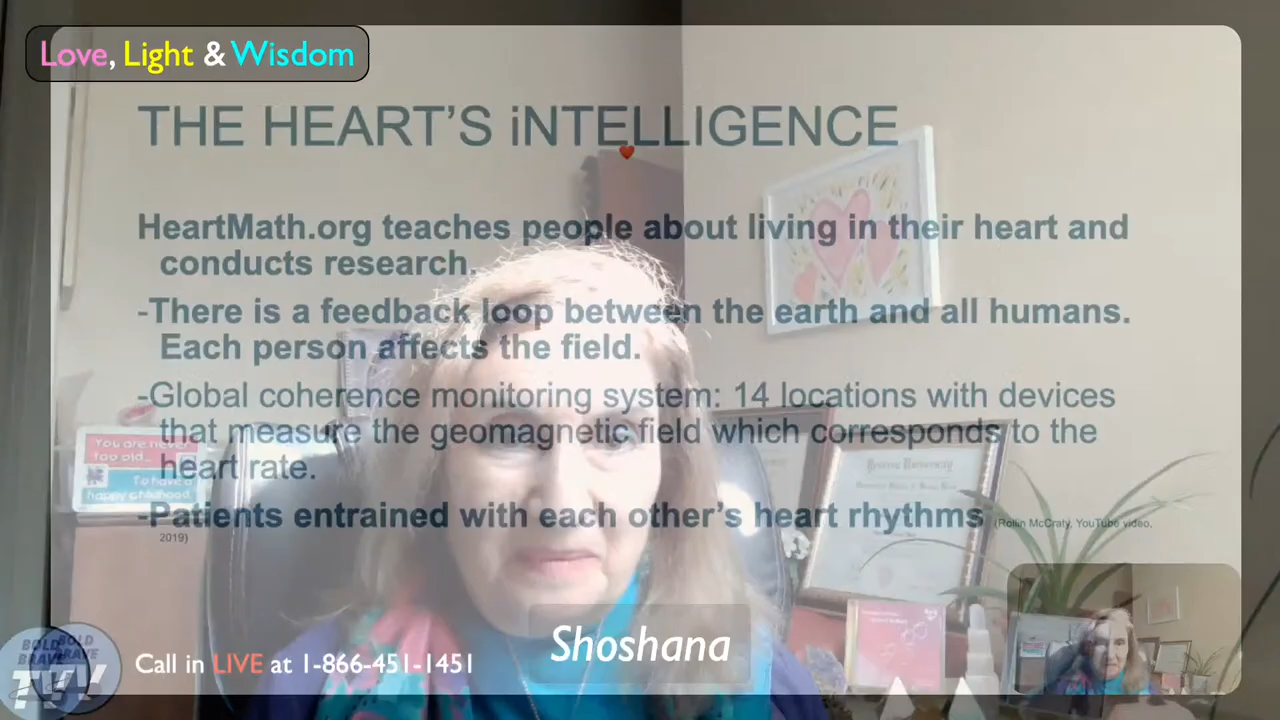 Love, Light & Wisdom
THE HEART'S iNTELLIGENCE
HeartMath.org teaches people about living in their heart and
conducts research.
-There is a feedback loop between the earth and all humans.
Each person affects the field.
-Global coherence monitoring system: 14 locations with devices
that measure the geomagnetic field which corresponds to the
heart rate.
-Patients entrained with each other's heart rhythms (Rollin McCraty, YouTube video,
2019)
You are never
too old...
To have a
happy childhood
BOLD
BRAVE
TV
Call in LIVE at 1-866-451-1451
Shoshana